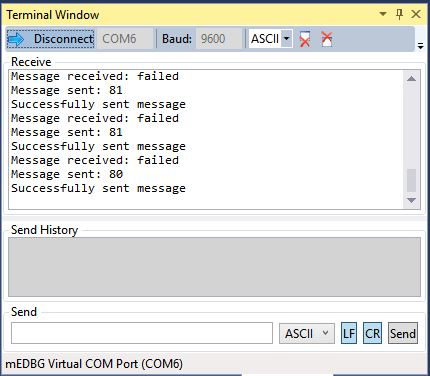 Terminal Window
Disconnect COM6 Baud: 9600 ASCII
Receive
Message received: failed
Message sent: 81
Successfully sent message
Message received: failed
Message sent: 81
Successfully sent message
Message received: failed
Message sent: 80
Successfully sent message
Send History
Send
ASCII LF CR Send
mEDBG Virtual COM Port (COM6)